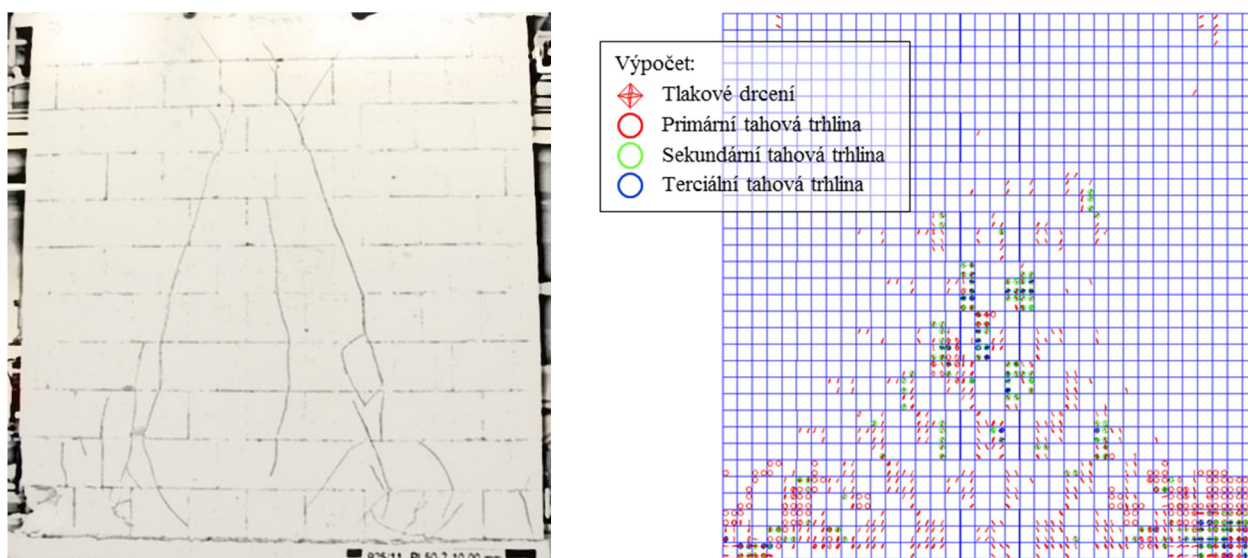 Výpočet:
Tlakové drcení
Primární tahová trhlina
Sekundární tahová trhlina
Terciální tahová trhlina